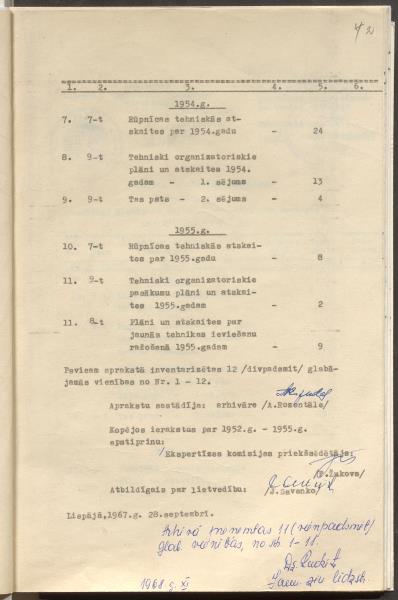 1. 2. 3. 4. 5. 6.
1954.g.
7. 7-t Rūpnīcas tehniskās at-
skaites par 1954.gadu - 24
8. 9-t Tehniski organizatoriskie
plāni un atskaites 1954.
gadam - 1. sējums - 13
9. 9-t Tas pats - 2. sējums - 4
1955.g.
10. 7-t Rūpnīcas tehniskās atskai-
tes par 1955.gadu - 8
11. 9-t Tehniski organizatoriskie
pasākumu plāni un atskai-
tes 1955.gadam - 2
11. 8-t Plāni un atskaites par
jaunās tehnikas ieviešanu
ražošanā 1955.gadam - 9
Pavisam aprakstā inventarizētas 12 /divpadsmit/ glabā-
jamās vienības no Nr. 1 - 12.
Aprakstu sastādīja: arhivāre /A.Rozentāle/
Kopējos ierakstus par 1952.g. - 1955.g.
apstiprinu:
Ekspertīzes komisijas priekšsēdētājs:
Žukova/
Atbildīgais par lietvedību: /J.Savenko/
Liepājā,1967.g. 28.septembrī.
Arhīvā 11 (vienpadsmit)
glab. vienības, no nr. 1-11.
1968. g. XI